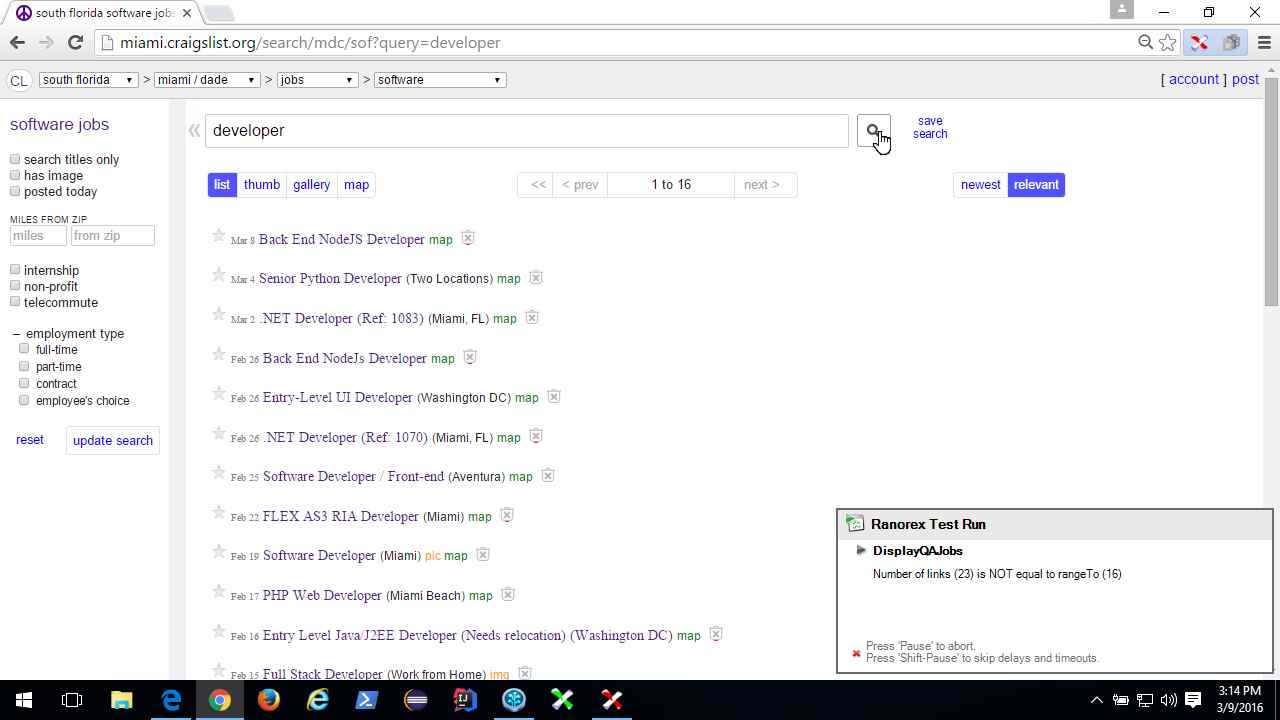 south florida software job
miami.craigslist.org/search/mdc/sof?query=developer
CL south florida > miami / dade > jobs > software [ account ] post
software jobs
search titles only
has image
posted today
MILES FROM ZIP
miles from zip
internship
non-profit
telecommute
– employment type
full-time
part-time
contract
employee's choice
reset update search
« developer save search
list thumb gallery map << < prev 1 to 16 next > newest relevant
Mar 8 Back End NodeJS Developer map
Mar 4 Senior Python Developer (Two Locations) map
Mar 2 .NET Developer (Ref: 1083) (Miami, FL) map
Feb 26 Back End NodeJs Developer map
Feb 26 Entry-Level UI Developer (Washington DC) map
Feb 26 .NET Developer (Ref: 1070) (Miami, FL) map
Feb 25 Software Developer / Front-end (Aventura) map
Feb 22 FLEX AS3 RIA Developer (Miami) map
Feb 19 Software Developer (Miami) pic map
Feb 17 PHP Web Developer (Miami Beach) map
Feb 16 Entry Level Java/J2EE Developer (Needs relocation) (Washington DC) map
Feb 15 Full Stack Developer (Work from Home) img
Ranorex Test Run
DisplayQAJobs
Number of links (23) is NOT equal to rangeTo (16)
Press 'Pause' to abort.
Press 'Shift-Pause' to skip delays and timeouts.
3:14 PM
3/9/2016